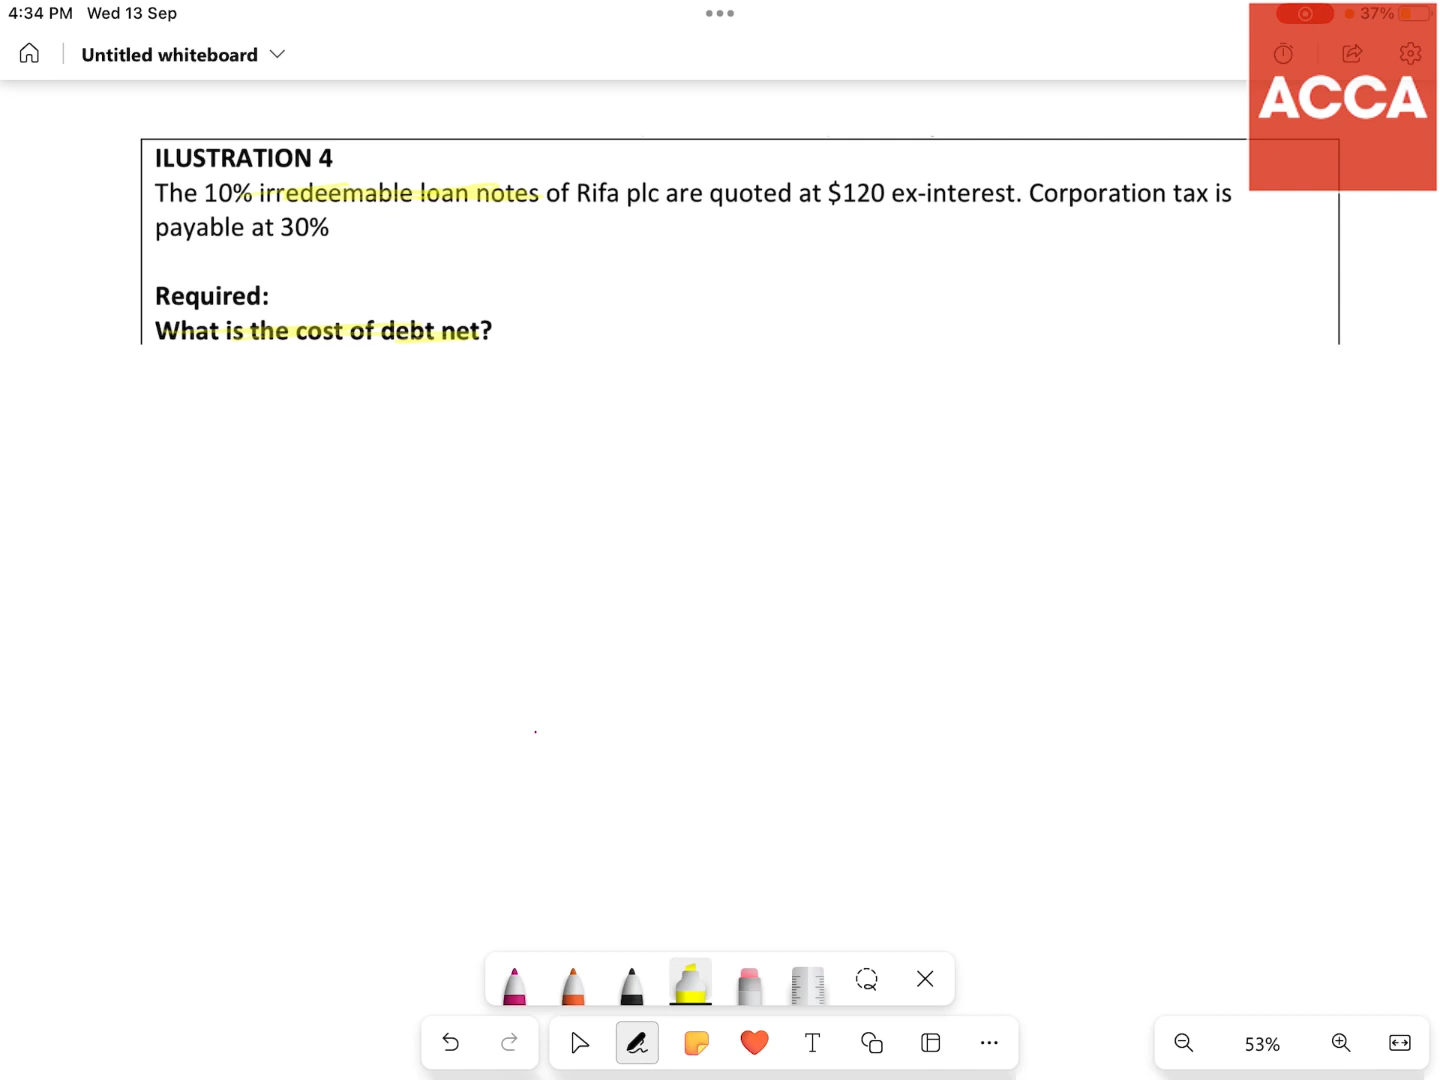 4:34 PM Wed 13 Sep
37%
Untitled whiteboard
ACCA
ILUSTRATION 4
The 10% irredeemable loan notes of Rifa plc are quoted at $120 ex-interest. Corporation tax is
payable at 30%
Required:
What is the cost of debt net?
T
53%